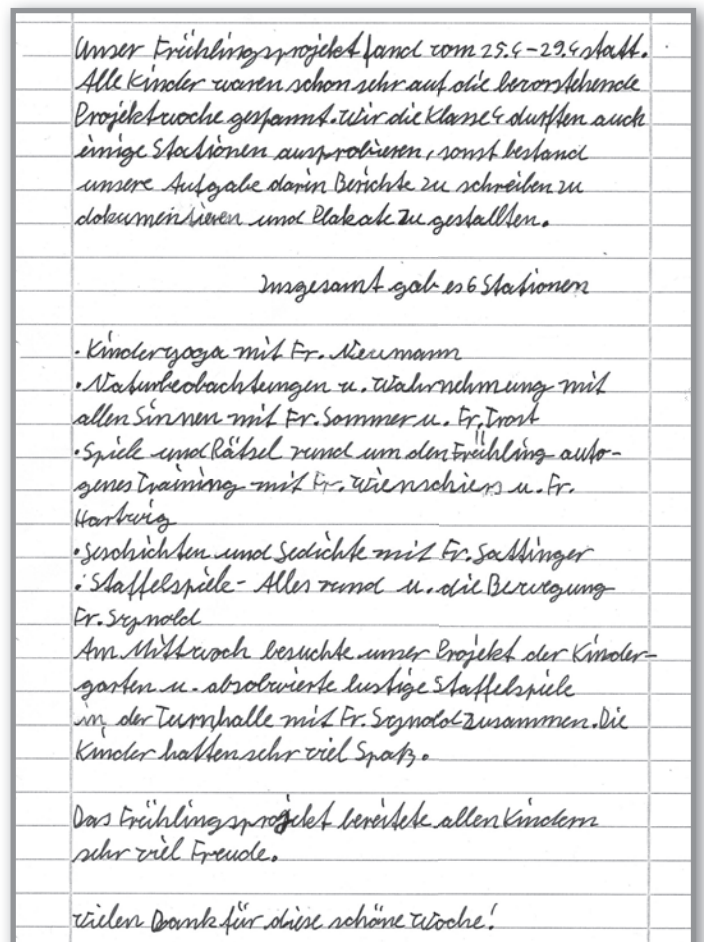 Unser Frühlingsprojekt fand vom 25.4-29.4 statt.
Alle Kinder waren schon sehr auf die bevorstehende
Projektwoche gespannt. Wir die Klasse 4 durften auch
einige Stationen ausprobieren, sonst bestand
unsere Aufgabe darin Berichte zu schreiben zu
dokumentieren und Plakate zu gestallten.
Insgesamt gab es 6 Stationen
· Kinderyoga mit Fr. Neumann
· Naturbeobachtungen u. Wahrnehmung mit
allen Sinnen mit Fr. Sommer u. Fr. Trost
· Spiele und Rätsel rund um den Frühling auto-
genes Training mit Fr. Wienschiers u. Fr.
Hartwig
· Geschichten und Gedichte mit Fr. Gattinger
· Staffelspiele - Alles rund u. die Bewegung
Fr. Sygnold
Am Mittwoch besuchte unser Projekt der Kinder-
garten u. absolvierte lustige Staffelspiele
in der Turnhalle mit Fr. Sygnold zusammen. Die
Kinder hatten sehr viel Spaß.
Das Frühlingsprojekt bereitete allen Kindern
sehr viel Freude.
Vielen Dank für diese schöne Woche!